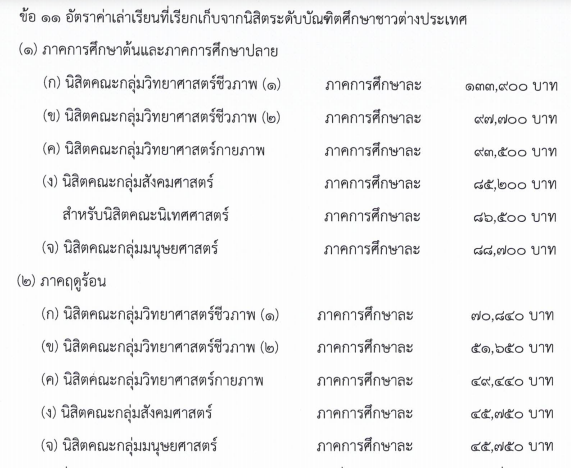 ข้อ ๑๑ อัตราค่าเล่าเรียนที่เรียกเก็บจากนิสิตระดับบัณฑิตศึกษาชาวต่างประเทศ
(๑) ภาคการศึกษาต้นและภาคการศึกษาปลาย
(ก) นิสิตคณะกลุ่มวิทยาศาสตร์ชีวภาพ (๑) ภาคการศึกษาละ ๑๓๓,๙๐๐ บาท
(ข) นิสิตคณะกลุ่มวิทยาศาสตร์ชีวภาพ (๒) ภาคการศึกษาละ ๙๗,๗๐๐ บาท
(ค) นิสิตคณะกลุ่มวิทยาศาสตร์กายภาพ ภาคการศึกษาละ ๙๓,๕๐๐ บาท
(ง) นิสิตคณะกลุ่มสังคมศาสตร์ ภาคการศึกษาละ ๘๕,๒๐๐ บาท
สำหรับนิสิตคณะนิเทศศาสตร์ ภาคการศึกษาละ ๘๖,๕๐๐ บาท
(จ) นิสิตคณะกลุ่มมนุษยศาสตร์ ภาคการศึกษาละ ๘๘,๗๐๐ บาท
(๒) ภาคฤดูร้อน
(ก) นิสิตคณะกลุ่มวิทยาศาสตร์ชีวภาพ (๑) ภาคการศึกษาละ ๗๐,๘๔๐ บาท
(ข) นิสิตคณะกลุ่มวิทยาศาสตร์ชีวภาพ (๒) ภาคการศึกษาละ ๕๑,๖๕๐ บาท
(ค) นิสิตคณะกลุ่มวิทยาศาสตร์กายภาพ ภาคการศึกษาละ ๔๙,๔๔๐ บาท
(ง) นิสิตคณะกลุ่มสังคมศาสตร์ ภาคการศึกษาละ ๔๕,๗๕๐ บาท
(จ) นิสิตคณะกลุ่มมนุษยศาสตร์ ภาคการศึกษาละ ๔๕,๗๕๐ บาท